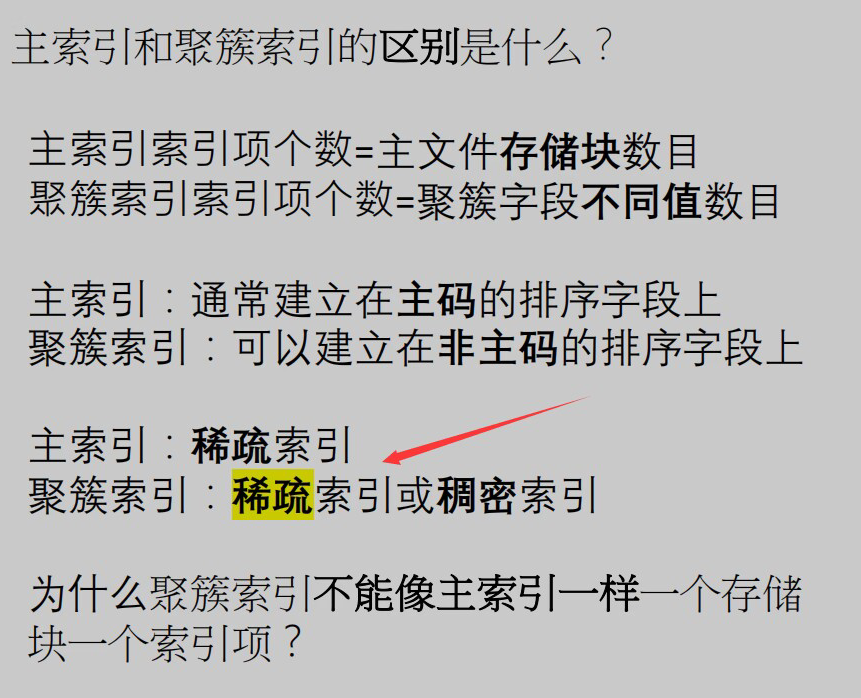 主索引和聚簇索引的区别是什么？
主索引索引项个数=主文件存储块数目
聚簇索引索引项个数=聚簇字段不同值数目
主索引：通常建立在主码的排序字段上
聚簇索引：可以建立在非主码的排序字段上
主索引：稀疏索引
聚簇索引：稀疏索引或稠密索引
为什么聚簇索引不能像主索引一样一个存储
块一个索引项？